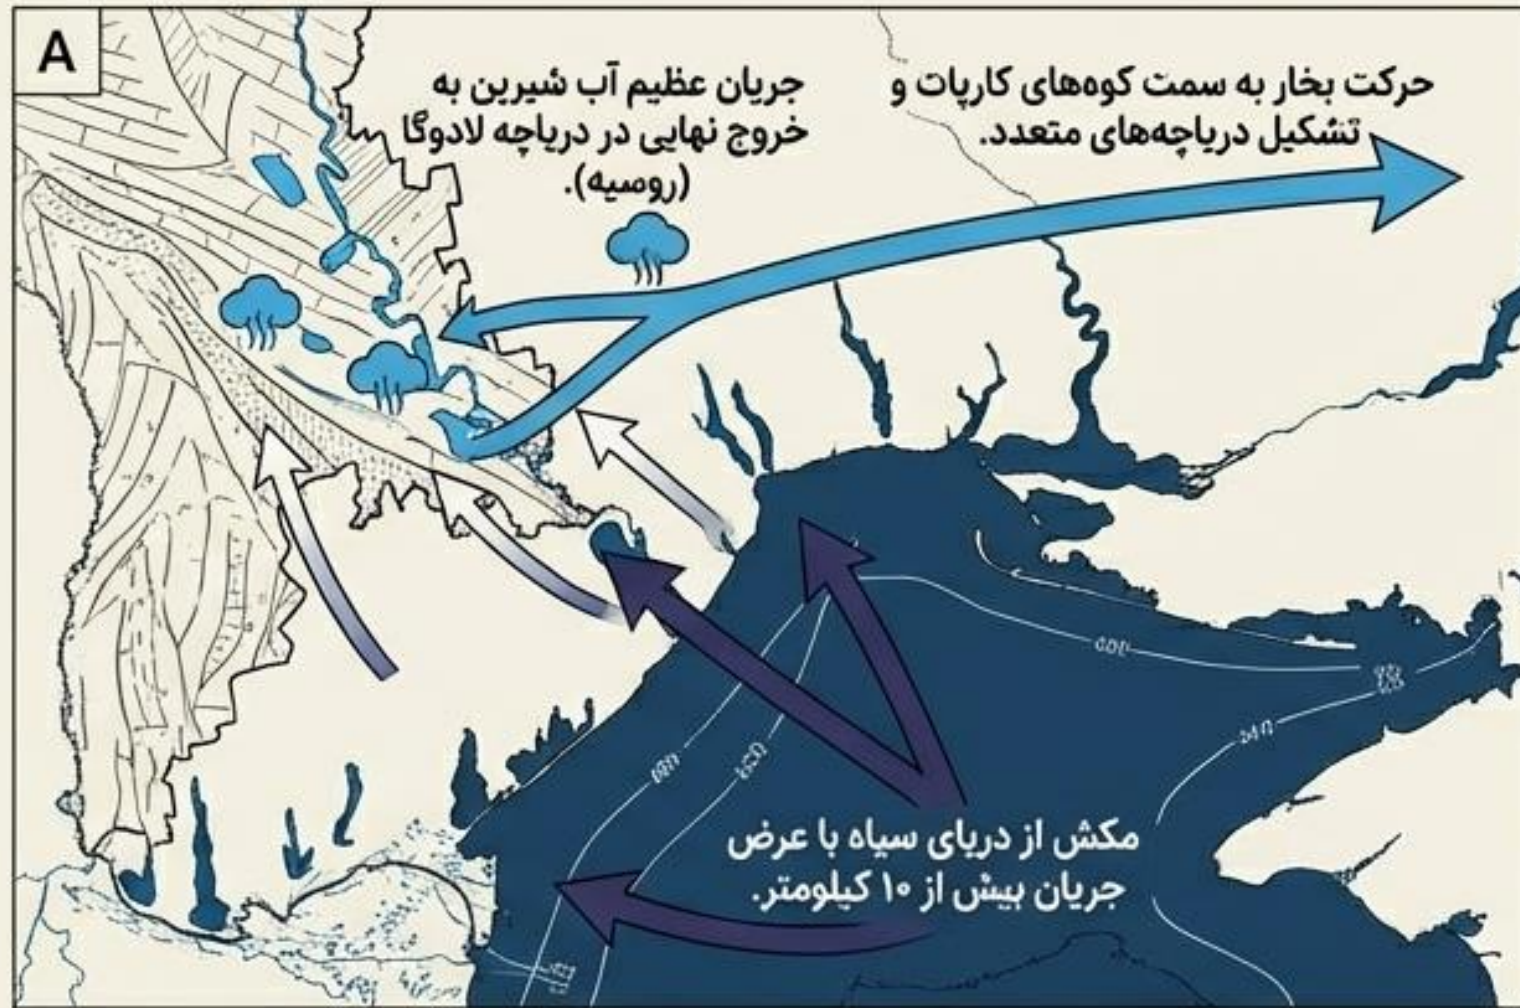 A
جریان عظیم آب شیرین به
خروج نهایی در دریاچه لادوگا
(روسیه).
حرکت بخار به سمت کوه‌های کارپات و
تشکیل دریاچه‌های متعدد.
مکش از دریای سیاه با عرض
جریان بیش از ۱۰ کیلومتر.